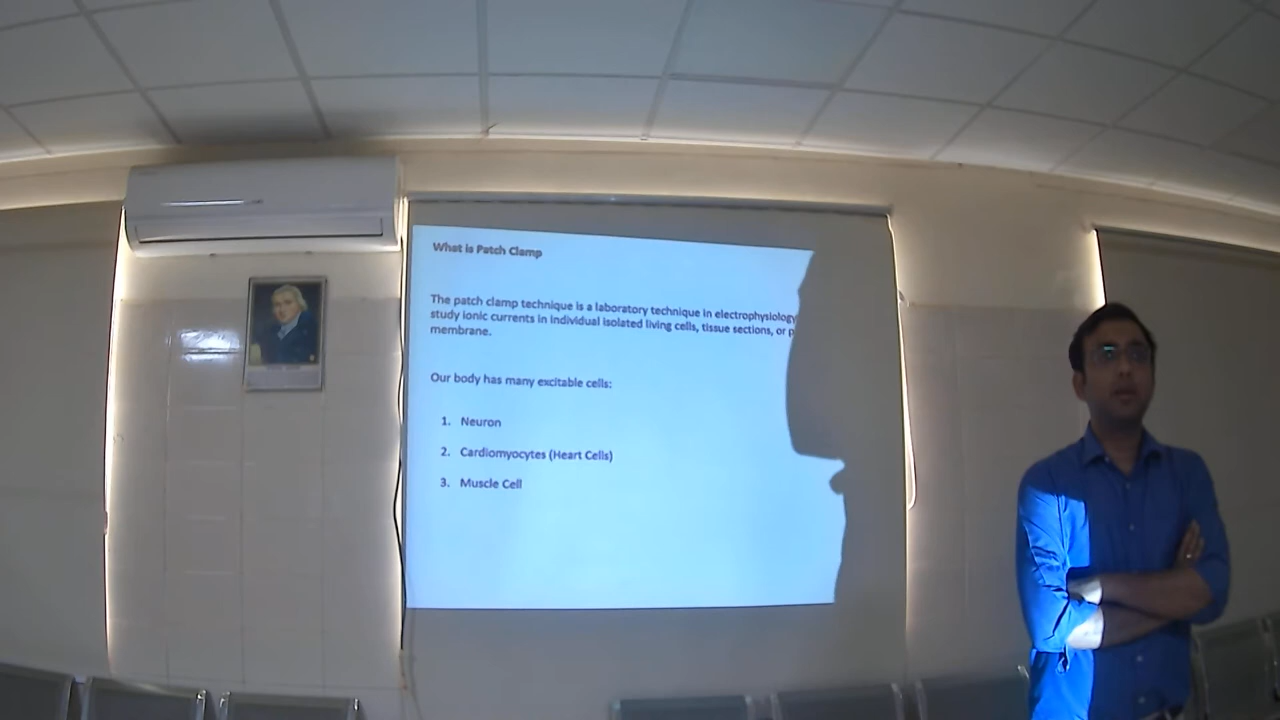 What is Patch Clamp
The patch clamp technique is a laboratory technique in electrophysiology
study ionic currents in individual isolated living cells, tissue sections, or p
membrane.
Our body has many excitable cells:
1. Neuron
2. Cardiomyocytes (Heart Cells)
3. Muscle Cell